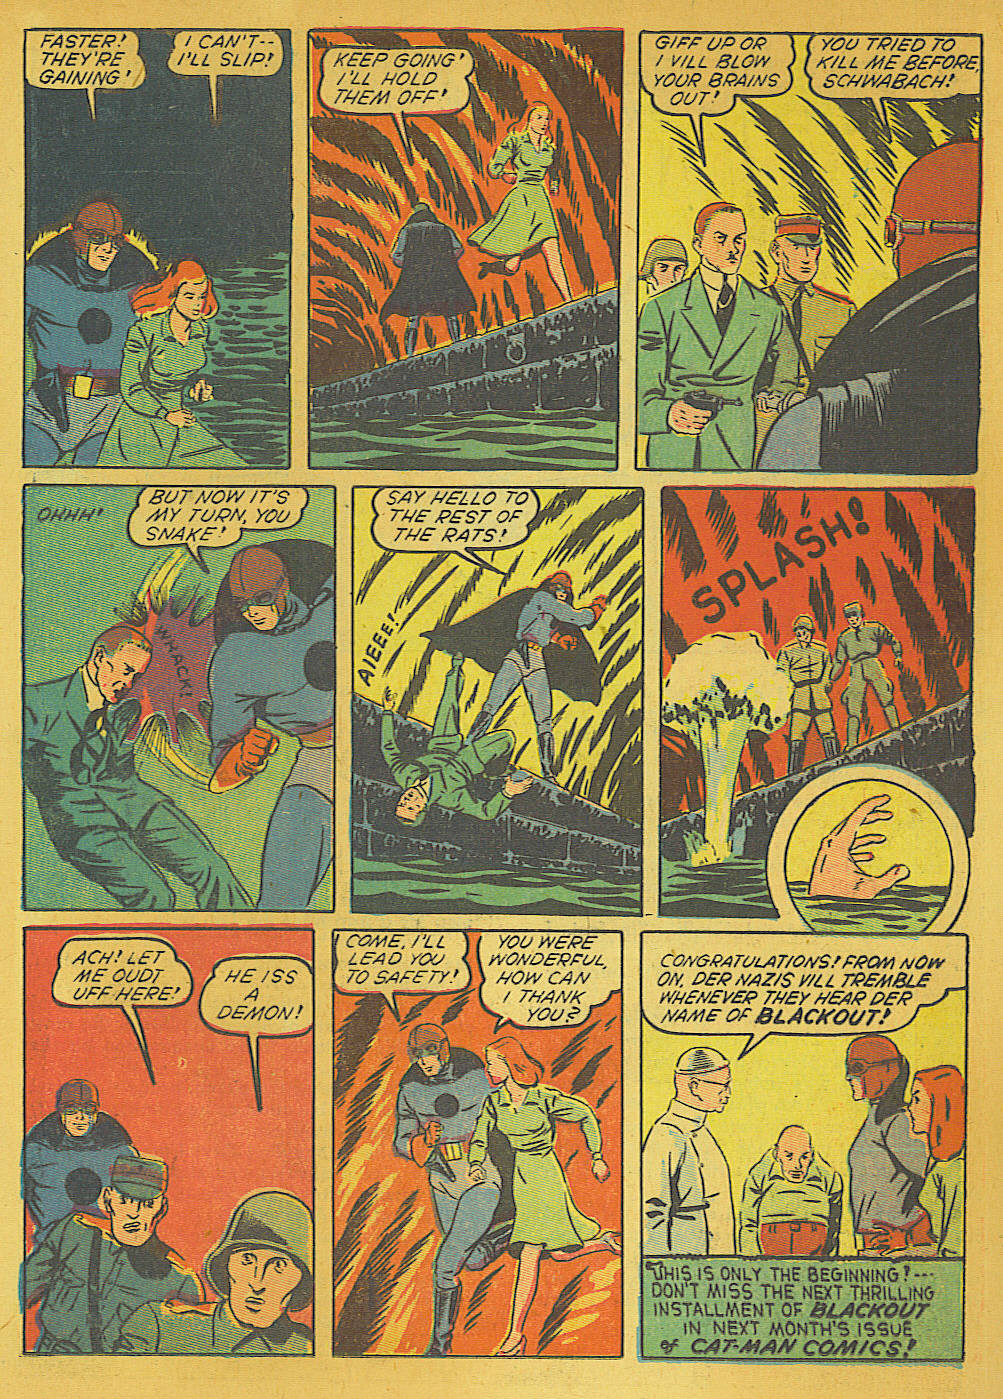 FASTER!
THEY'RE
GAINING!
I CAN'T--
I'LL SLIP!
KEEP GOING!
I'LL HOLD
THEM OFF!
GIFF UP OR
I VILL BLOW
YOUR BRAINS
OUT!
YOU TRIED TO
KILL ME BEFORE,
SCHWABACH!
OHHH!
BUT NOW IT'S
MY TURN, YOU
SNAKE!
WHACK!
SAY HELLO TO
THE REST OF
THE RATS!
AIEEE!
SPLASH!
ACH! LET
ME OUDT
UFF HERE!
HE ISS
A
DEMON!
COME, I'LL
LEAD YOU
TO SAFETY!
YOU WERE
WONDERFUL,
HOW CAN
I THANK
YOU?
CONGRATULATIONS! FROM NOW
ON, DER NAZIS VILL TREMBLE
WHENEVER THEY HEAR DER
NAME OF BLACKOUT!
THIS IS ONLY THE BEGINNING!---
DON'T MISS THE NEXT THRILLING
INSTALLMENT OF BLACKOUT
IN NEXT MONTH'S ISSUE
of CAT-MAN COMICS!